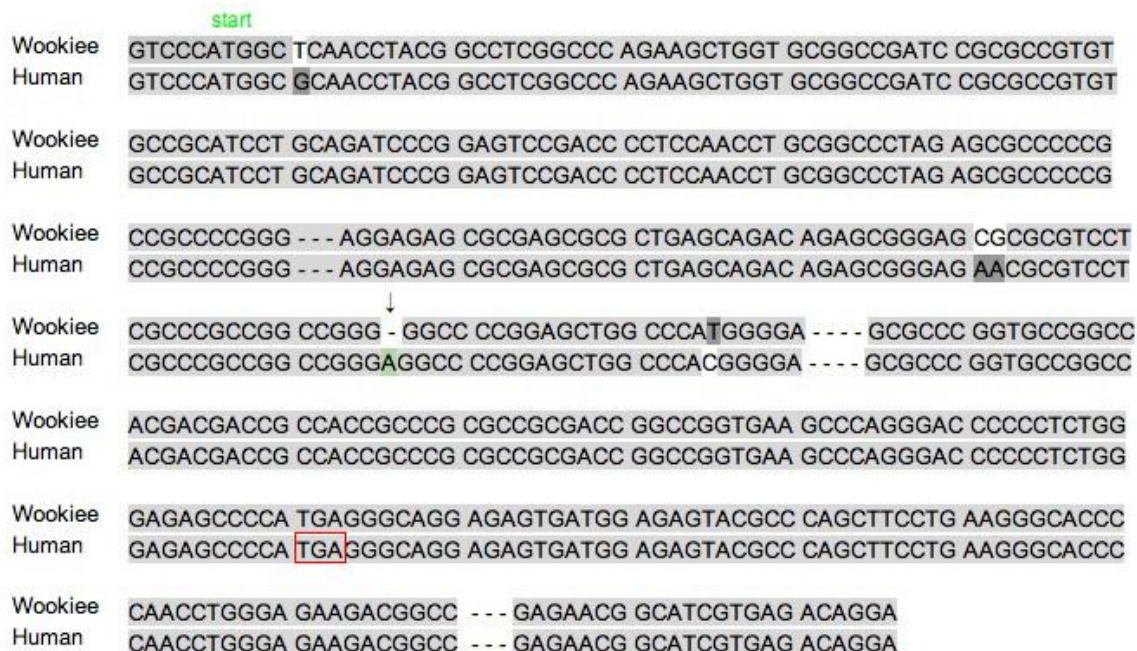 start
Wookiee GTCCCATGGC TCAACCTACG GCCTCGGCCC AGAAGCTGGT GCGGCCGATC CGCGCCGTGT
Human GTCCCATGGC GCAACCTACG GCCTCGGCCC AGAAGCTGGT GCGGCCGATC CGCGCCGTGT
Wookiee GCCGCATCCT GCAGATCCCG GAGTCCGACC CCTCCAACCT GCGGCCCTAG AGCGCCCCCG
Human GCCGCATCCT GCAGATCCCG GAGTCCGACC CCTCCAACCT GCGGCCCTAG AGCGCCCCCG
Wookiee CCGCCCCGGG --- AGGAGAG CGCGAGCGCG CTGAGCAGAC AGAGCGGGAG CGCGCGTCCT
Human CCGCCCCGGG --- AGGAGAG CGCGAGCGCG CTGAGCAGAC AGAGCGGGAG AACGCGTCCT
↓
Wookiee CGCCCGCCGG CCGGG - GGCC CCGGAGCTGG CCCATGGGGA ---- GCGCCC GGTGCCGGCC
Human CGCCCGCCGG CCGGGAGGCC CCGGAGCTGG CCCACGGGGA ---- GCGCCC GGTGCCGGCC
Wookiee ACGACGACCG CCACCGCCCG CGCCGCGACC GGCCGGTGAA GCCCAGGGAC CCCCCTCTGG
Human ACGACGACCG CCACCGCCCG CGCCGCGACC GGCCGGTGAA GCCCAGGGAC CCCCCTCTGG
Wookiee GAGAGCCCCA TGAGGGCAGG AGAGTGATGG AGAGTACGCC CAGCTTCCTG AAGGGCACCC
Human GAGAGCCCCA TGAGGGCAGG AGAGTGATGG AGAGTACGCC CAGCTTCCTG AAGGGCACCC
Wookiee CAACCTGGGA GAAGACGGCC --- GAGAACG GCATCGTGAG ACAGGA
Human CAACCTGGGA GAAGACGGCC --- GAGAACG GCATCGTGAG ACAGGA